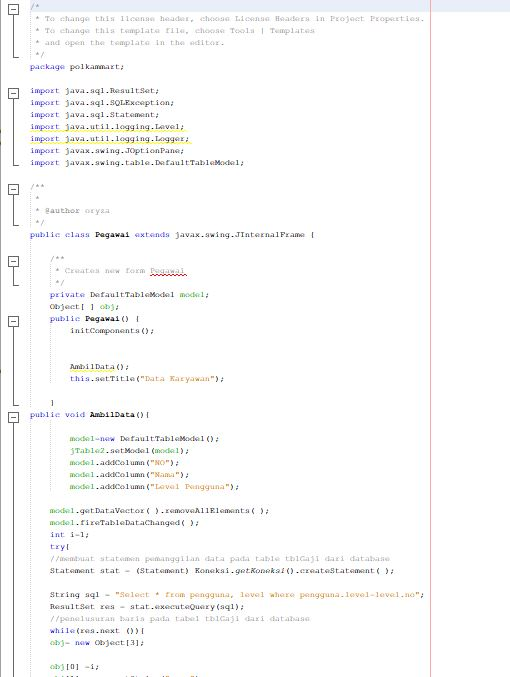 /*
 * To change this license header, choose License Headers in Project Properties.
 * To change this template file, choose Tools | Templates
 * and open the template in the editor.
 */
package polkammart;

import java.sql.ResultSet;
import java.sql.SQLException;
import java.sql.Statement;
import java.util.logging.Level;
import java.util.logging.Logger;
import javax.swing.JOptionPane;
import javax.swing.table.DefaultTableModel;

/**
 *
 * @author oryza
 */
public class Pegawai extends javax.swing.JInternalFrame {

    /**
     * Creates new form Pegawai
     */
    private DefaultTableModel model;
    Object[ ] obj;
    public Pegawai() {
        initComponents();

        AmbilData();
        this.setTitle("Data Karyawan");

    }
public void AmbilData(){

        model=new DefaultTableModel();
        jTable2.setModel(model);
        model.addColumn("NO");
        model.addColumn("Nama");
        model.addColumn("Level Pengguna");

    model.getDataVector( ).removeAllElements( );
    model.fireTableDataChanged( );
    int i=1;
    try{
    //membuat statemen pemanggilan data pada table tblGaji dari database
    Statement stat = (Statement) Koneksi.getKoneksi().createStatement( );

    String sql = "Select * from pengguna, level where pengguna.level=level.no";
    ResultSet res = stat.executeQuery(sql);
    //penelusuran baris pada tabel tblGaji dari database
    while(res.next ()){
    obj= new Object[3];

    obj[0] =i;